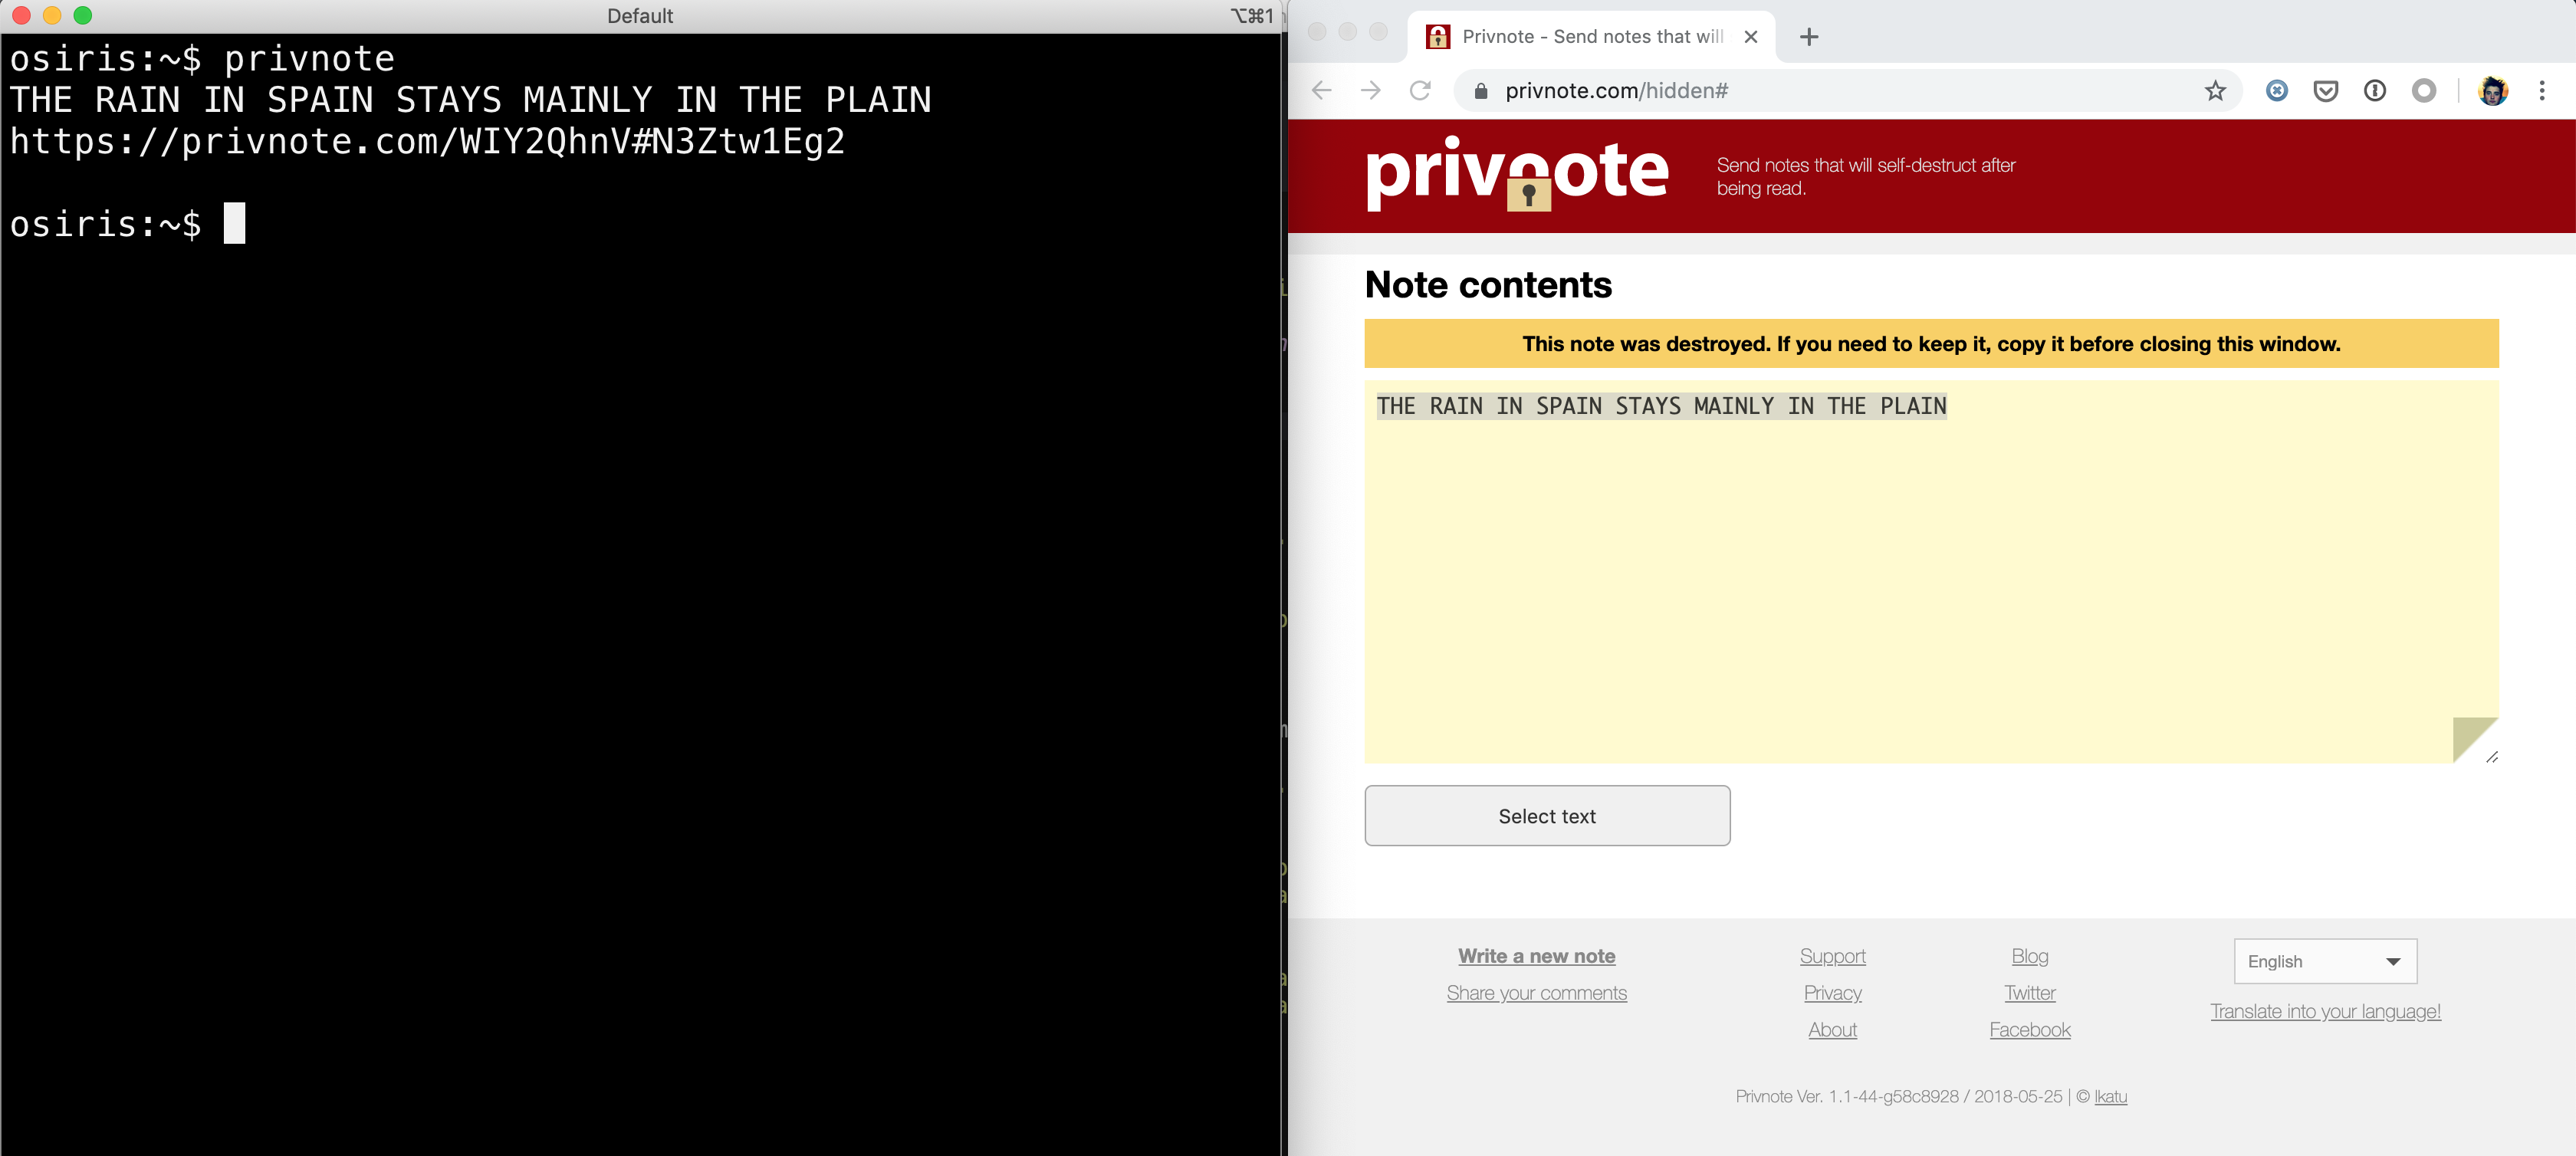 Default
⌥⌘1
osiris:~$ privnote
THE RAIN IN SPAIN STAYS MAINLY IN THE PLAIN
https://privnote.com/WIY2QhnV#N3Ztw1Eg2
osiris:~$
Privnote - Send notes that will
privnote.com/hidden#
privnote
Send notes that will self-destruct after
being read.
Note contents
This note was destroyed. If you need to keep it, copy it before closing this window.
THE RAIN IN SPAIN STAYS MAINLY IN THE PLAIN
Select text
Write a new note
Share your comments
Support
Privacy
About
Blog
Twitter
Facebook
English
Translate into your language!
Privnote Ver. 1.1-44-g58c8928 / 2018-05-25 | © Ikatu